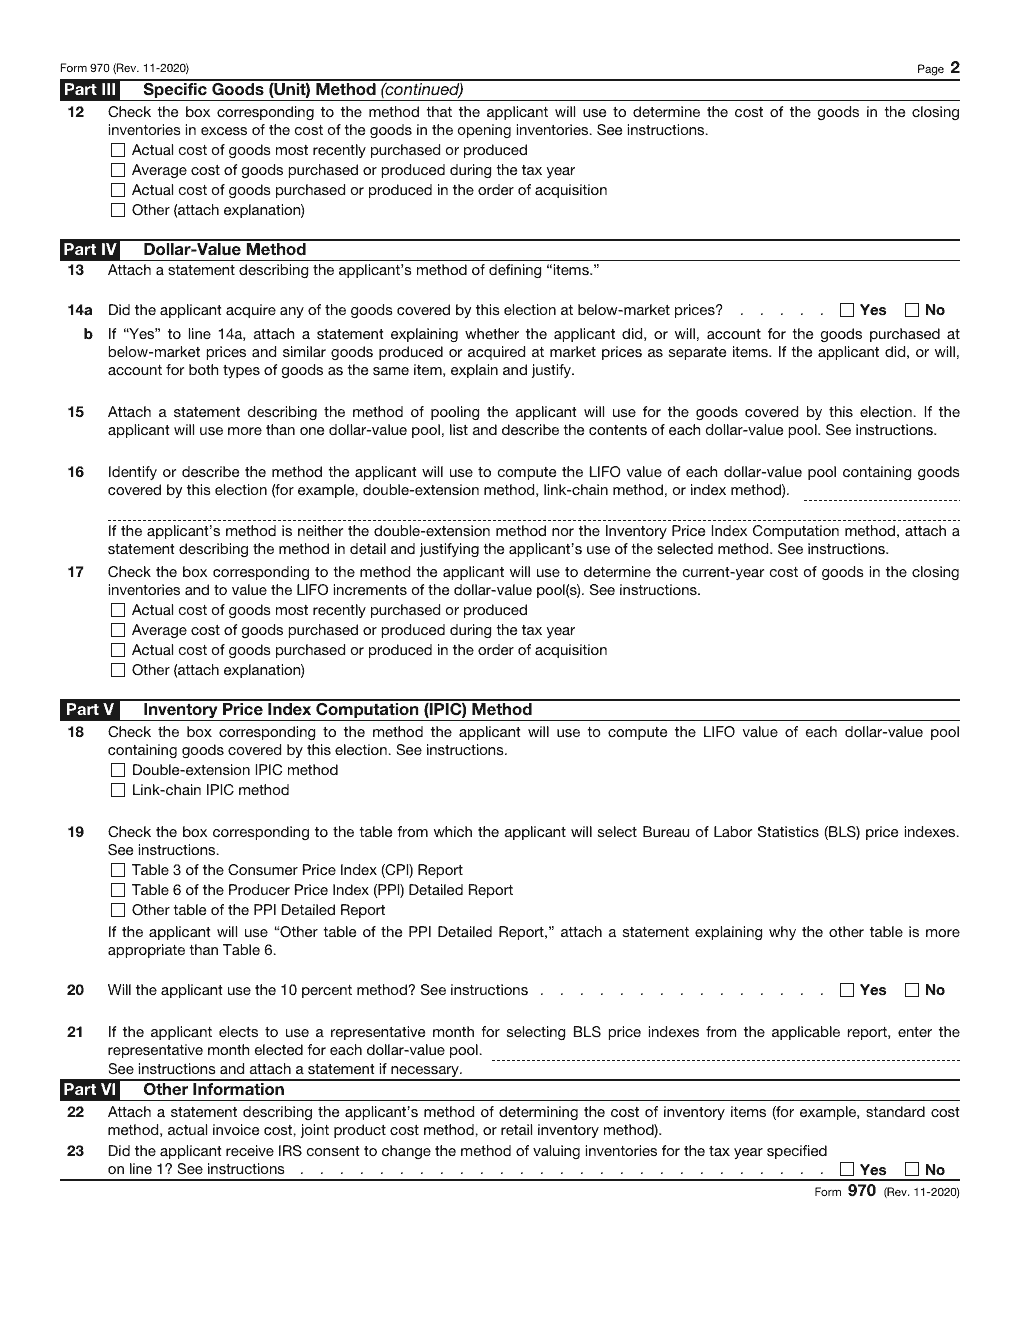 Form 970 (Rev. 11-2020) Page 2
Part III Specific Goods (Unit) Method (continued)
12 Check the box corresponding to the method that the applicant will use to determine the cost of the goods in the closing
inventories in excess of the cost of the goods in the opening inventories. See instructions.
Actual cost of goods most recently purchased or produced
Average cost of goods purchased or produced during the tax year
Actual cost of goods purchased or produced in the order of acquisition
Other (attach explanation)
Part IV Dollar-Value Method
13 Attach a statement describing the applicant’s method of defining “items.”
14a Did the applicant acquire any of the goods covered by this election at below-market prices? . . . . . Yes No
b If “Yes” to line 14a, attach a statement explaining whether the applicant did, or will, account for the goods purchased at
below-market prices and similar goods produced or acquired at market prices as separate items. If the applicant did, or will,
account for both types of goods as the same item, explain and justify.
15 Attach a statement describing the method of pooling the applicant will use for the goods covered by this election. If the
applicant will use more than one dollar-value pool, list and describe the contents of each dollar-value pool. See instructions.
16 Identify or describe the method the applicant will use to compute the LIFO value of each dollar-value pool containing goods
covered by this election (for example, double-extension method, link-chain method, or index method).
If the applicant’s method is neither the double-extension method nor the Inventory Price Index Computation method, attach a
statement describing the method in detail and justifying the applicant’s use of the selected method. See instructions.
17 Check the box corresponding to the method the applicant will use to determine the current-year cost of goods in the closing
inventories and to value the LIFO increments of the dollar-value pool(s). See instructions.
Actual cost of goods most recently purchased or produced
Average cost of goods purchased or produced during the tax year
Actual cost of goods purchased or produced in the order of acquisition
Other (attach explanation)
Part V Inventory Price Index Computation (IPIC) Method
18 Check the box corresponding to the method the applicant will use to compute the LIFO value of each dollar-value pool
containing goods covered by this election. See instructions.
Double-extension IPIC method
Link-chain IPIC method
19 Check the box corresponding to the table from which the applicant will select Bureau of Labor Statistics (BLS) price indexes.
See instructions.
Table 3 of the Consumer Price Index (CPI) Report
Table 6 of the Producer Price Index (PPI) Detailed Report
Other table of the PPI Detailed Report
If the applicant will use “Other table of the PPI Detailed Report,” attach a statement explaining why the other table is more
appropriate than Table 6.
20 Will the applicant use the 10 percent method? See instructions . . . . . . . . . . . . . . . Yes No
21 If the applicant elects to use a representative month for selecting BLS price indexes from the applicable report, enter the
representative month elected for each dollar-value pool.
See instructions and attach a statement if necessary.
Part VI Other Information
22 Attach a statement describing the applicant’s method of determining the cost of inventory items (for example, standard cost
method, actual invoice cost, joint product cost method, or retail inventory method).
23 Did the applicant receive IRS consent to change the method of valuing inventories for the tax year specified
on line 1? See instructions . . . . . . . . . . . . . . . . . . . . . . . . . . . Yes No
Form 970 (Rev. 11-2020)